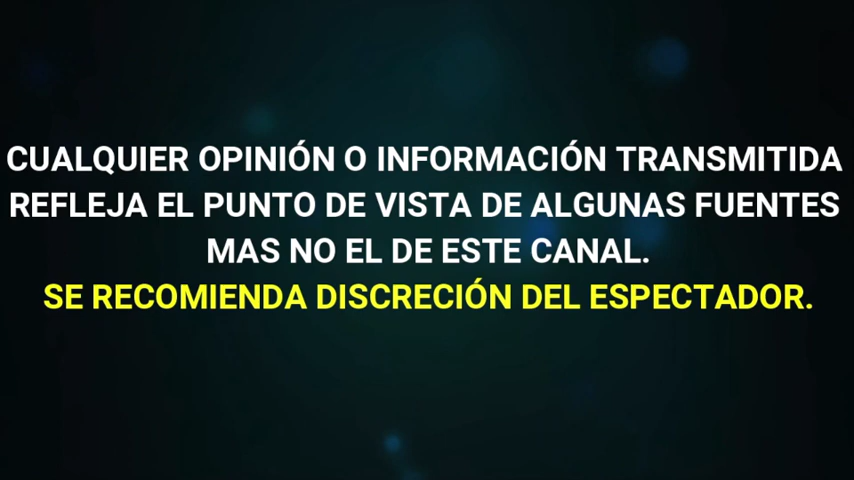 CUALQUIER OPINIÓN O INFORMACIÓN TRANSMITIDA
REFLEJA EL PUNTO DE VISTA DE ALGUNAS FUENTES
MAS NO EL DE ESTE CANAL.
SE RECOMIENDA DISCRECIÓN DEL ESPECTADOR.